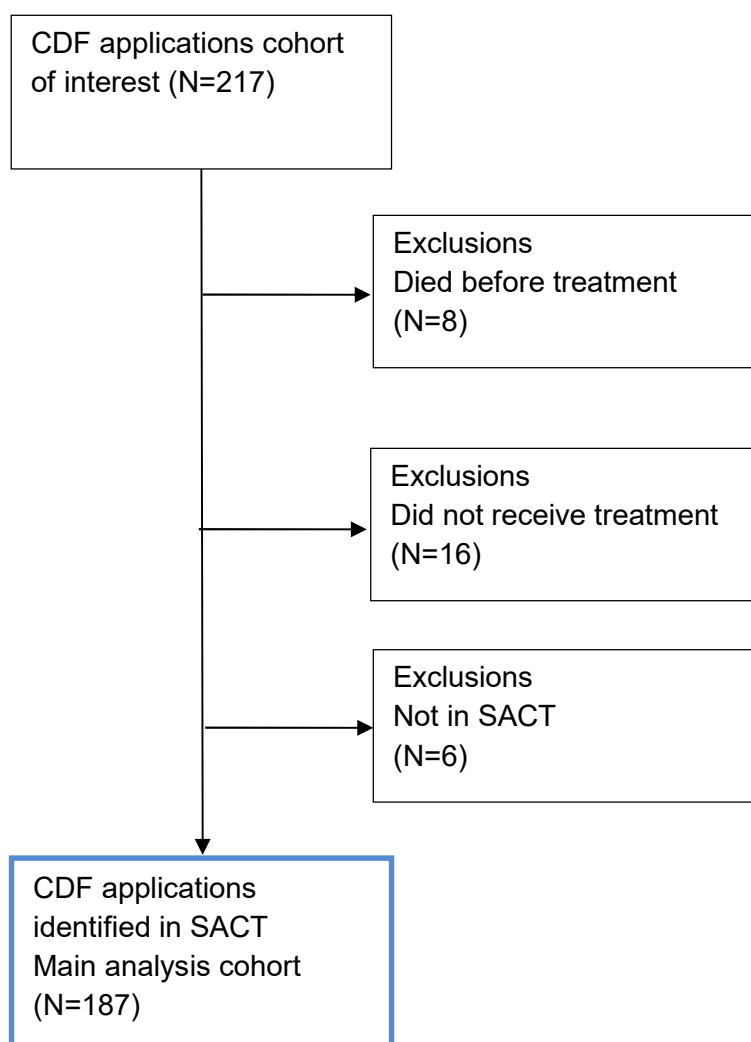 CDF applications cohort
of interest (N=217)
Exclusions
Died before treatment
(N=8)
Exclusions
Did not receive treatment
(N=16)
Exclusions
Not in SACT
(N=6)
CDF applications
identified in SACT
Main analysis cohort
(N=187)